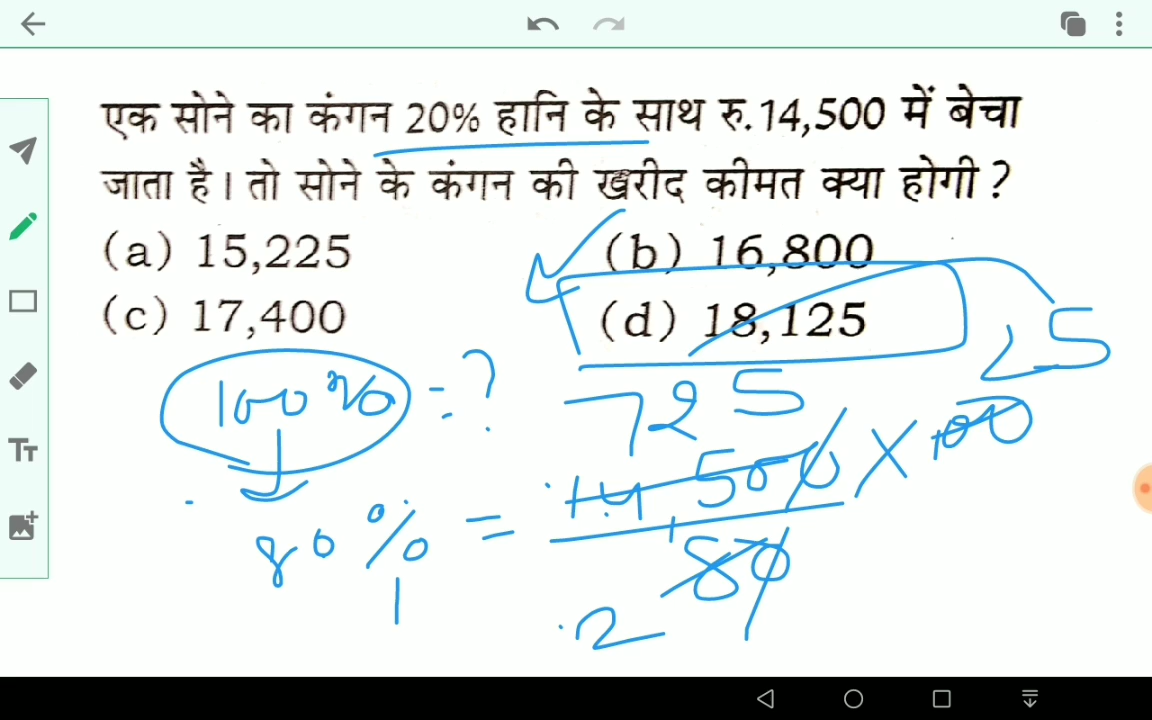 एक सोने का कंगन 20% हानि के साथ रु.14,500 में बेचा
जाता है। तो सोने के कंगन की खरीद कीमत क्या होगी ?
(a) 15,225 (b) 16,800
(c) 17,400 (d) 18,125
25
100% = ? 725
14,500 X 100
80% =
80
2
Tт